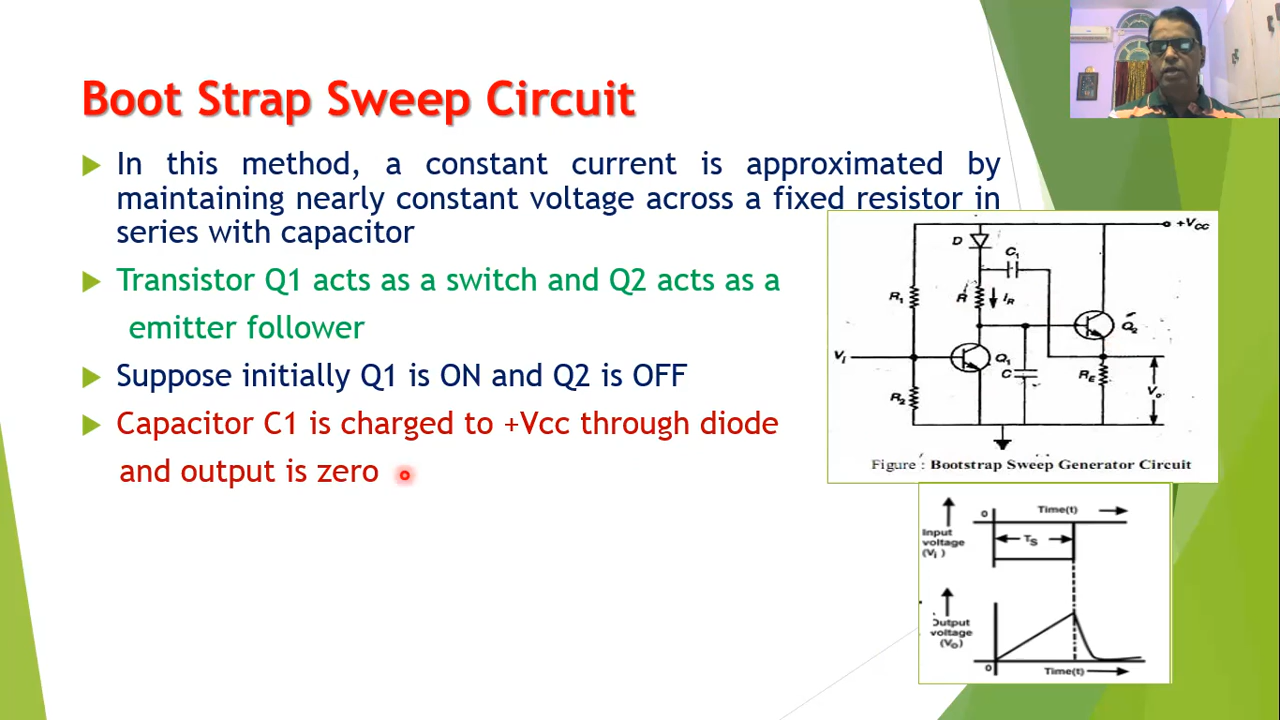 Boot Strap Sweep Circuit
In this method, a constant current is approximated by
maintaining nearly constant voltage across a fixed resistor in
series with capacitor
Transistor Q1 acts as a switch and Q2 acts as a
emitter follower
Suppose initially Q1 is ON and Q2 is OFF
Capacitor C1 is charged to +Vcc through diode
and output is zero
+VCC
D
C1
R1
R
IR
Q2
Vi
Q1
C
RE
Vo
R2
Figure : Bootstrap Sweep Generator Circuit
0
Time(t)
Input
voltage
(Vi)
TS
Output
voltage
(Vo)
0
Time(t)